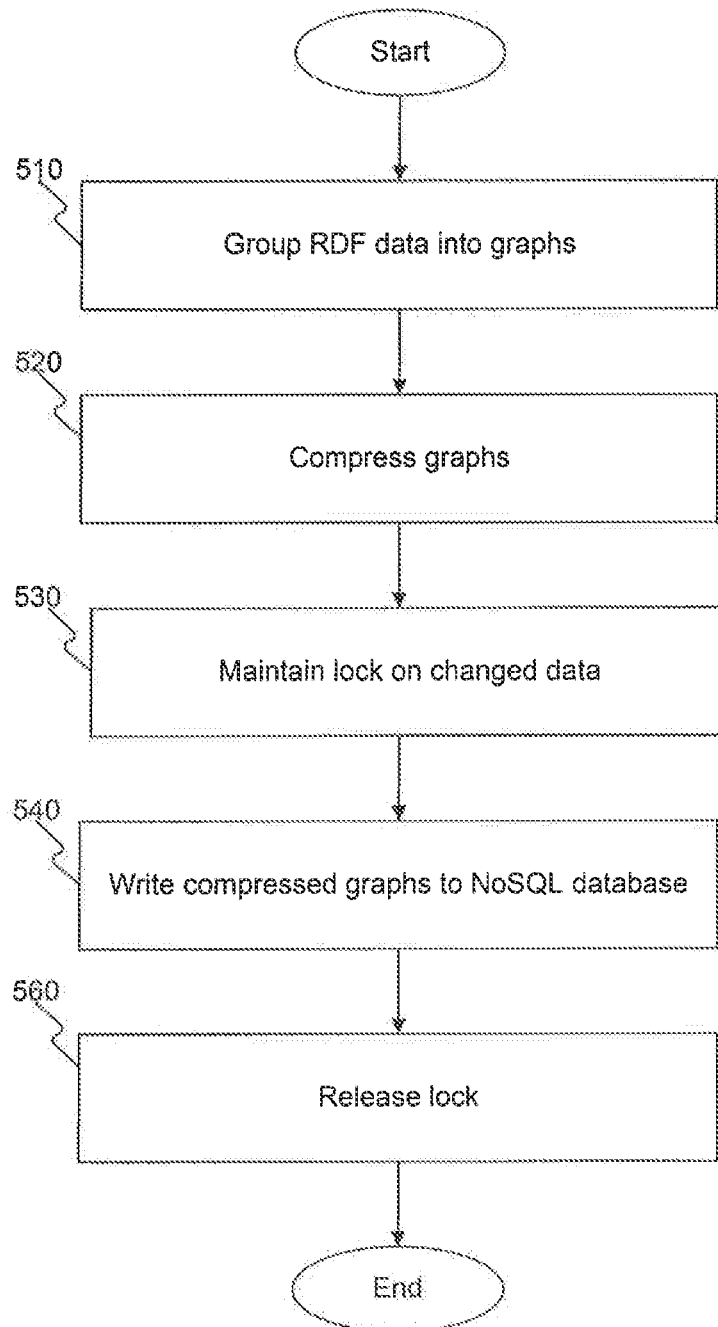 Start
510
Group RDF data into graphs
520
Compress graphs
530
Maintain lock on changed data
540
Write compressed graphs to NoSQL database
560
Release lock
End